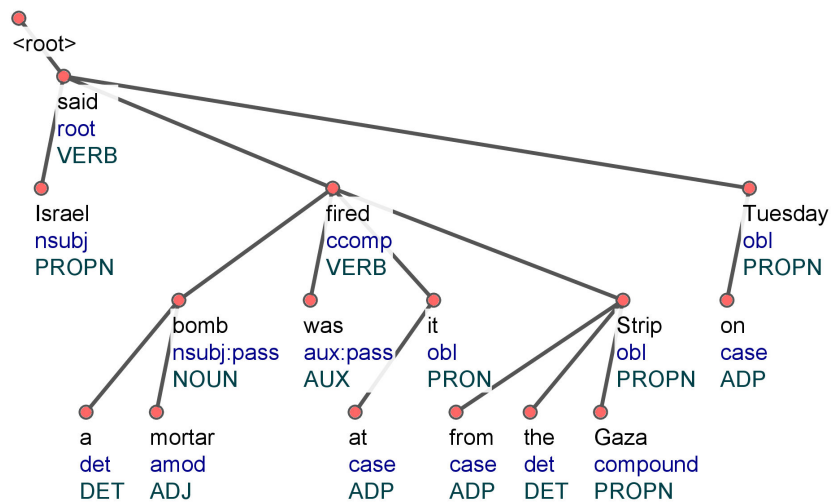 <root>
said
root
VERB
Israel
nsubj
PROPN
fired
ccomp
VERB
Tuesday
obl
PROPN
bomb
nsubj:pass
NOUN
was
aux:pass
AUX
it
obl
PRON
Strip
obl
PROPN
on
case
ADP
a
det
DET
mortar
amod
ADJ
at
case
ADP
from
case
ADP
the
det
DET
Gaza
compound
PROPN